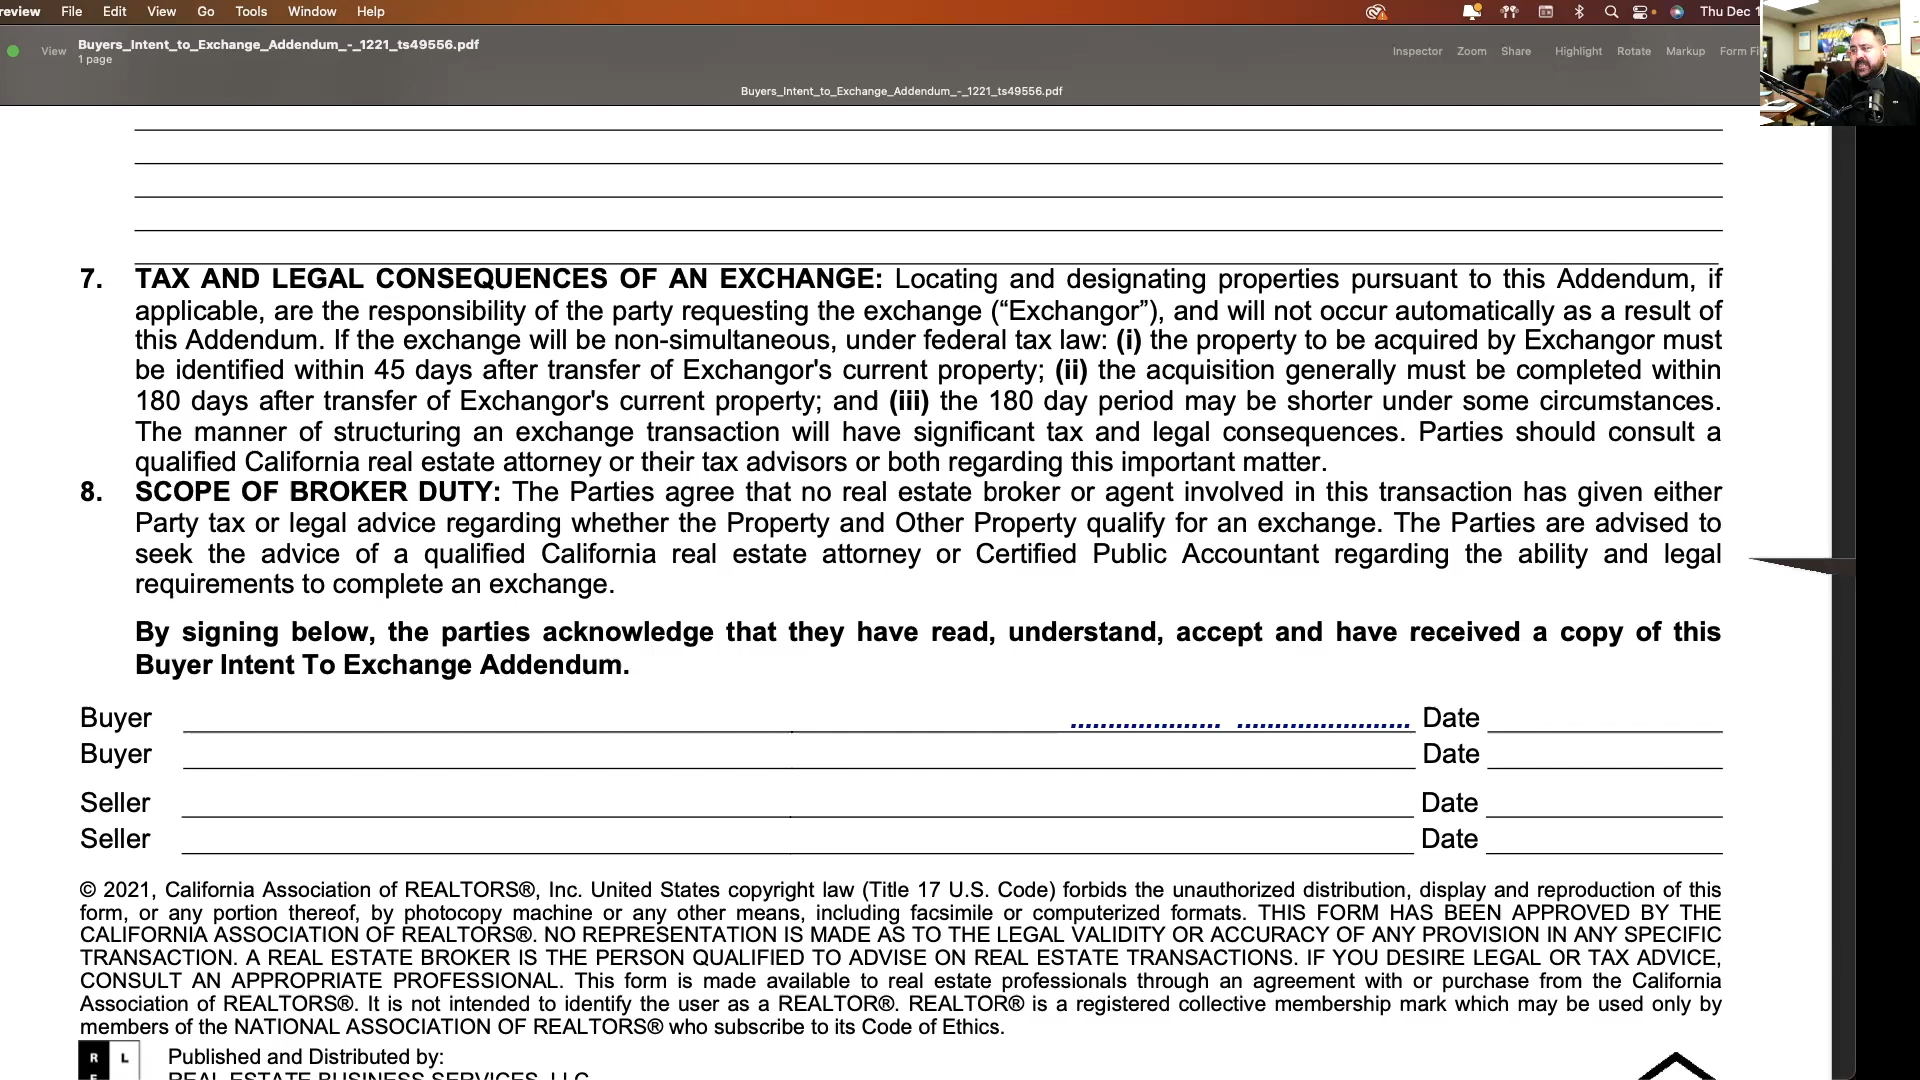 review File Edit View Go Tools Window Help Thu Dec 1
View Buyers_Intent_to_Exchange_Addendum_-_1221_ts49556.pdf
1 page
Inspector Zoom Share Highlight Rotate Markup Form Fi
Buyers_Intent_to_Exchange_Addendum_-_1221_ts49556.pdf
7. TAX AND LEGAL CONSEQUENCES OF AN EXCHANGE: Locating and designating properties pursuant to this Addendum, if
applicable, are the responsibility of the party requesting the exchange (“Exchangor”), and will not occur automatically as a result of
this Addendum. If the exchange will be non-simultaneous, under federal tax law: (i) the property to be acquired by Exchangor must
be identified within 45 days after transfer of Exchangor's current property; (ii) the acquisition generally must be completed within
180 days after transfer of Exchangor's current property; and (iii) the 180 day period may be shorter under some circumstances.
The manner of structuring an exchange transaction will have significant tax and legal consequences. Parties should consult a
qualified California real estate attorney or their tax advisors or both regarding this important matter.
8. SCOPE OF BROKER DUTY: The Parties agree that no real estate broker or agent involved in this transaction has given either
Party tax or legal advice regarding whether the Property and Other Property qualify for an exchange. The Parties are advised to
seek the advice of a qualified California real estate attorney or Certified Public Accountant regarding the ability and legal
requirements to complete an exchange.
By signing below, the parties acknowledge that they have read, understand, accept and have received a copy of this
Buyer Intent To Exchange Addendum.
Buyer Date
Buyer Date
Seller Date
Seller Date
© 2021, California Association of REALTORS®, Inc. United States copyright law (Title 17 U.S. Code) forbids the unauthorized distribution, display and reproduction of this
form, or any portion thereof, by photocopy machine or any other means, including facsimile or computerized formats. THIS FORM HAS BEEN APPROVED BY THE
CALIFORNIA ASSOCIATION OF REALTORS®. NO REPRESENTATION IS MADE AS TO THE LEGAL VALIDITY OR ACCURACY OF ANY PROVISION IN ANY SPECIFIC
TRANSACTION. A REAL ESTATE BROKER IS THE PERSON QUALIFIED TO ADVISE ON REAL ESTATE TRANSACTIONS. IF YOU DESIRE LEGAL OR TAX ADVICE,
CONSULT AN APPROPRIATE PROFESSIONAL. This form is made available to real estate professionals through an agreement with or purchase from the California
Association of REALTORS®. It is not intended to identify the user as a REALTOR®. REALTOR® is a registered collective membership mark which may be used only by
members of the NATIONAL ASSOCIATION OF REALTORS® who subscribe to its Code of Ethics.
R L
E
Published and Distributed by:
REAL ESTATE BUSINESS SERVICES, LLC